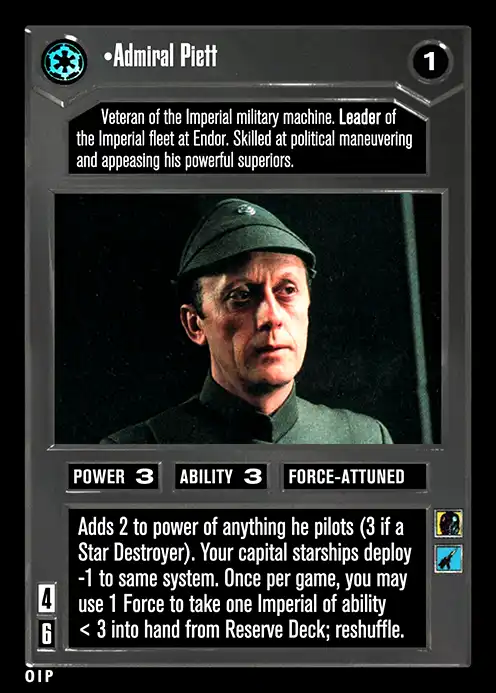 •Admiral Piett
1
Veteran of the Imperial military machine. Leader of
the Imperial fleet at Endor. Skilled at political maneuvering
and appeasing his powerful superiors.
POWER 3
ABILITY 3
FORCE-ATTUNED
Adds 2 to power of anything he pilots (3 if a
Star Destroyer). Your capital starships deploy
-1 to same system. Once per game, you may
use 1 Force to take one Imperial of ability
< 3 into hand from Reserve Deck; reshuffle.
4
6
OIP